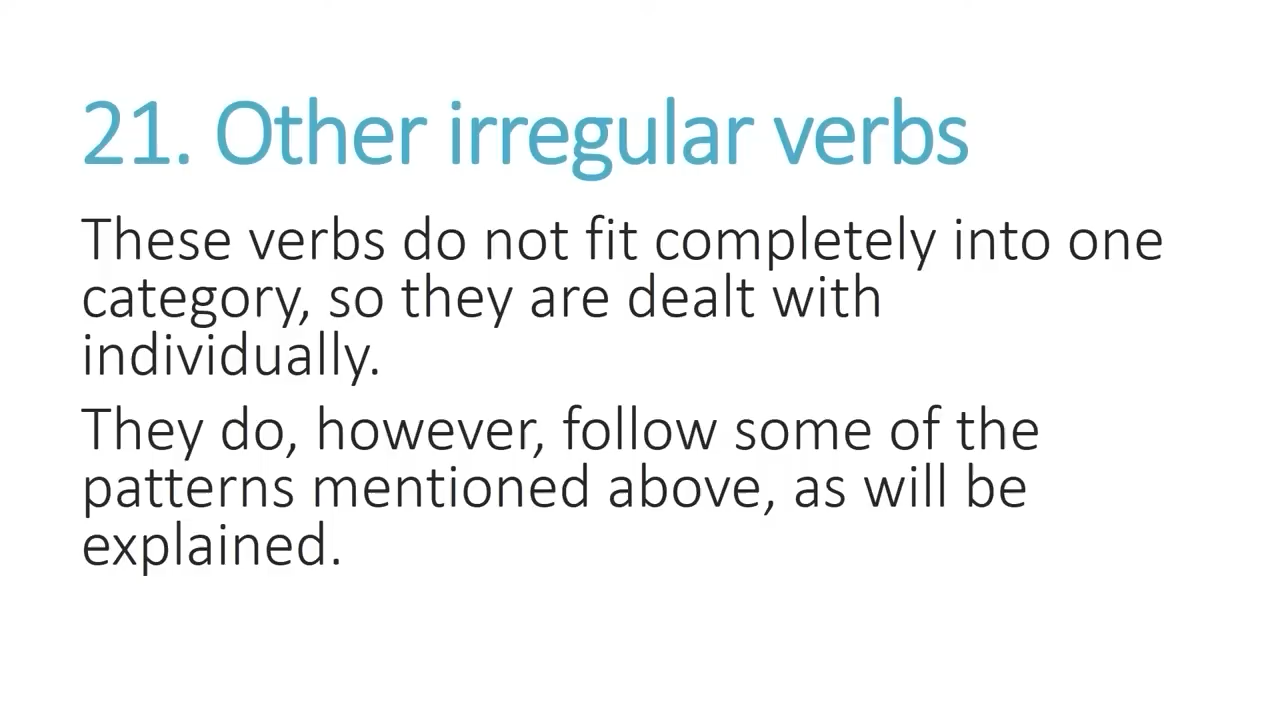 21. Other irregular verbs
These verbs do not fit completely into one
category, so they are dealt with
individually.
They do, however, follow some of the
patterns mentioned above, as will be
explained.